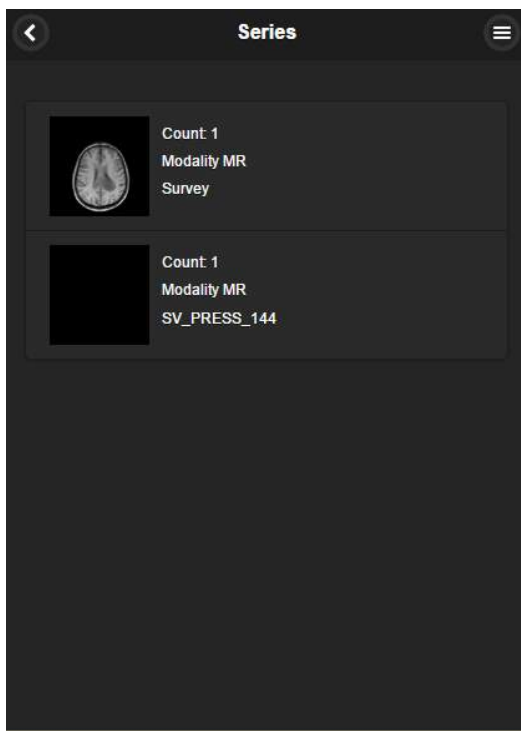 Series
Count: 1
Modality MR
Survey
Count: 1
Modality MR
SV_PRESS_144